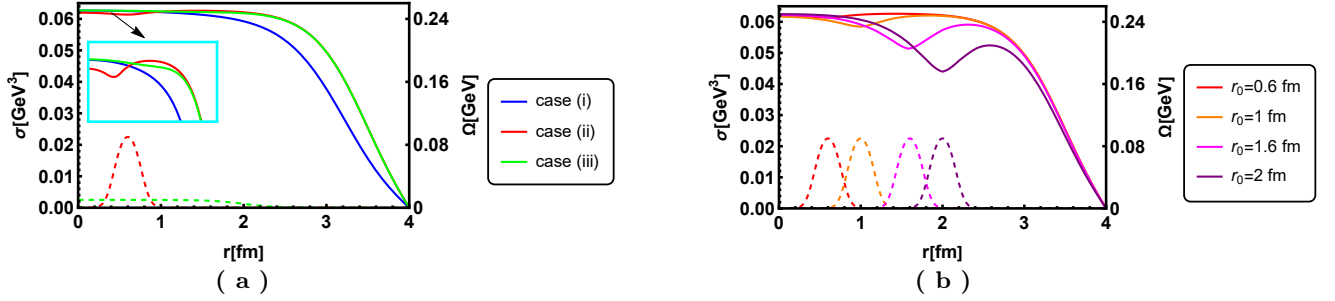 0.06
0.05
0.04
0.03
0.02
0.01
0.00
σ[GeV³]
0 1 2 3 4
r[fm]
0.24
0.16
0.08
0
Ω[GeV]
case (i)
case (ii)
case (iii)
( a )
0.06
0.05
0.04
0.03
0.02
0.01
0.00
σ[GeV³]
0 1 2 3 4
r[fm]
0.24
0.16
0.08
0
Ω[GeV]
r₀=0.6 fm
r₀=1 fm
r₀=1.6 fm
r₀=2 fm
( b )